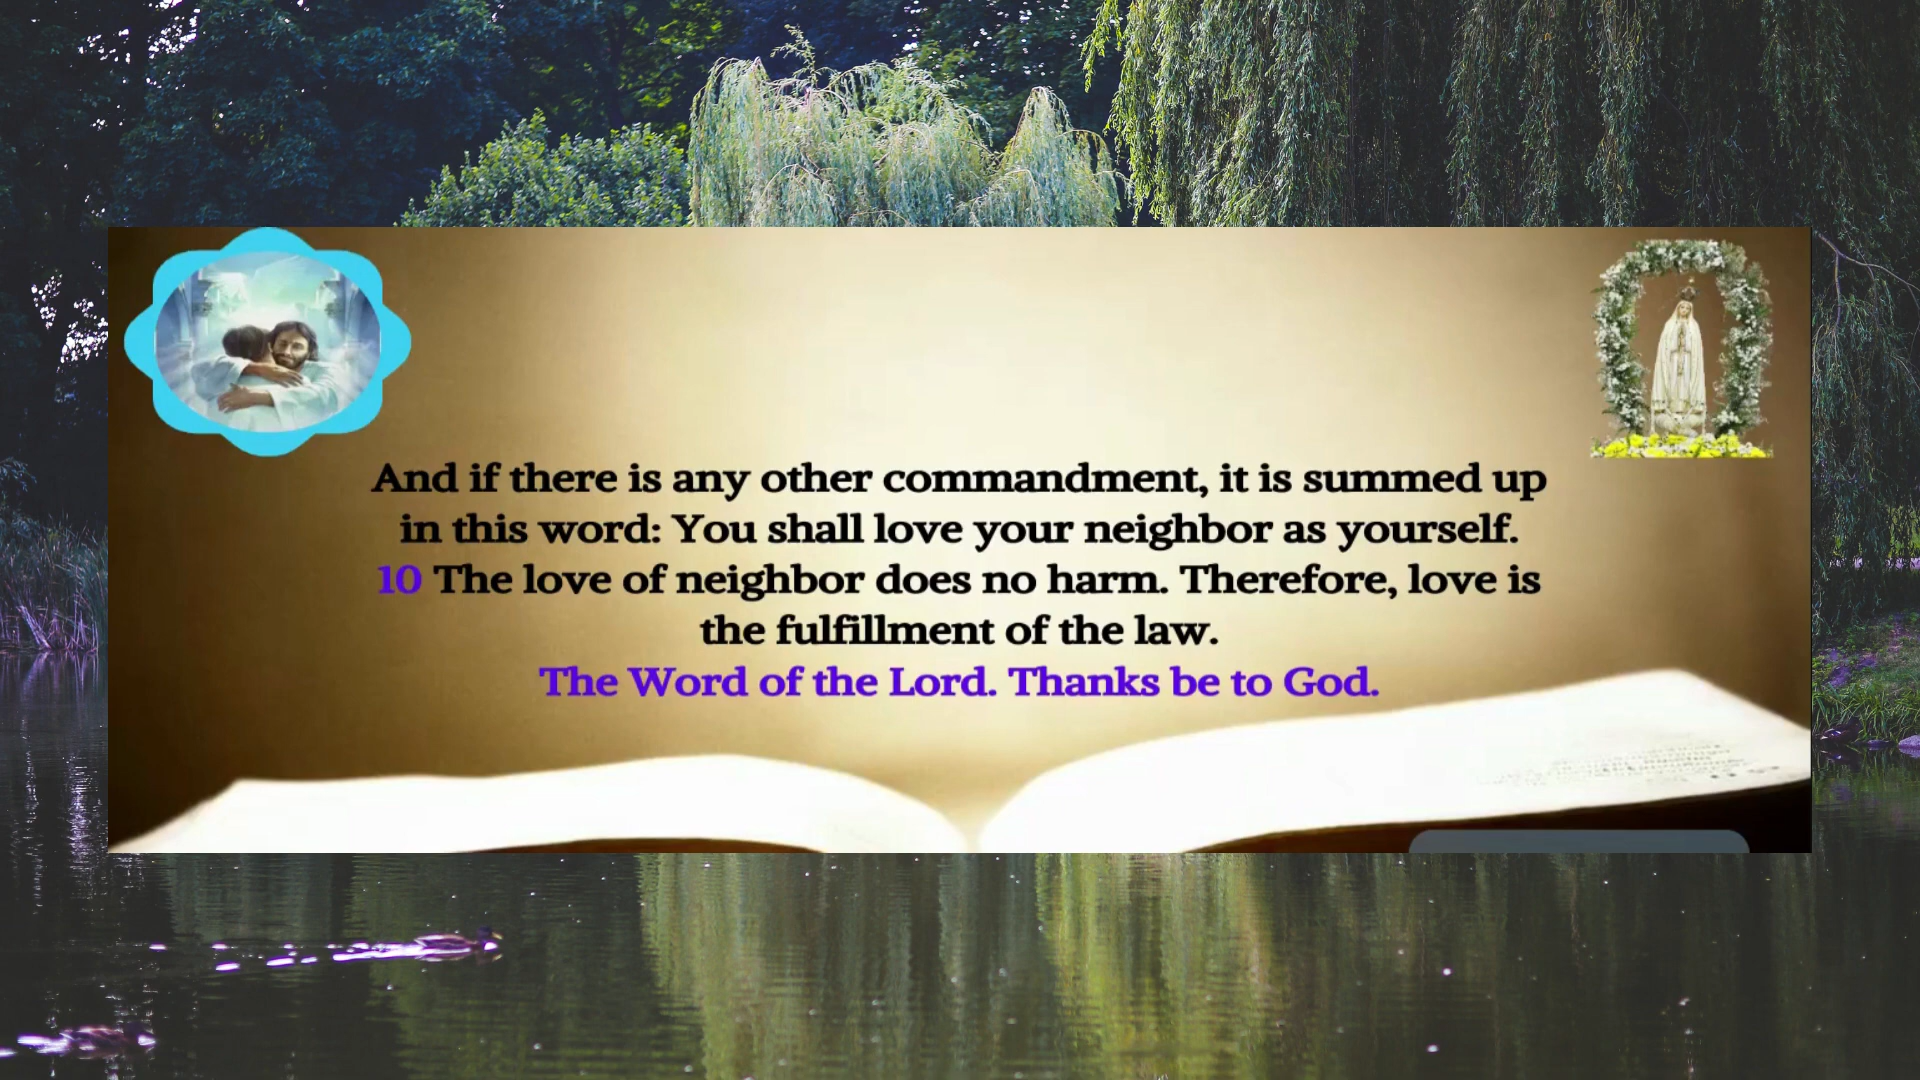 And if there is any other commandment, it is summed up
in this word: You shall love your neighbor as yourself.
10 The love of neighbor does no harm. Therefore, love is
the fulfillment of the law.
The Word of the Lord. Thanks be to God.